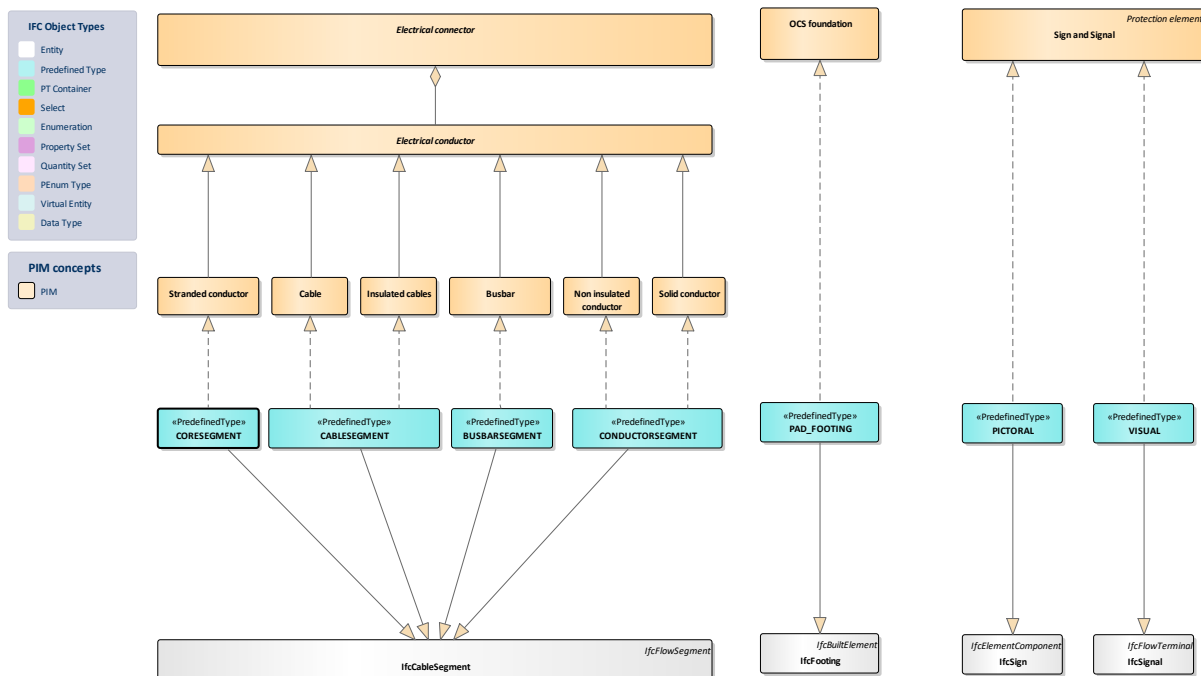 IFC Object Types
Entity
Predefined Type
PT Container
Select
Enumeration
Property Set
Quantity Set
PEnum Type
Virtual Entity
Data Type
PIM concepts
PIM
Electrical connector
OCS foundation
Protection element
Sign and Signal
Electrical conductor
Stranded conductor
Cable
Insulated cables
Busbar
Non insulated
conductor
Solid conductor
«PredefinedType»
CORESEGMENT
«PredefinedType»
CABLESEGMENT
«PredefinedType»
BUSBARSEGMENT
«PredefinedType»
CONDUCTORSEGMENT
«PredefinedType»
PAD_FOOTING
«PredefinedType»
PICTORAL
«PredefinedType»
VISUAL
IfcFlowSegment
IfcCableSegment
IfcBuiltElement
IfcFooting
IfcElementComponent
IfcSign
IfcFlowTerminal
IfcSignal